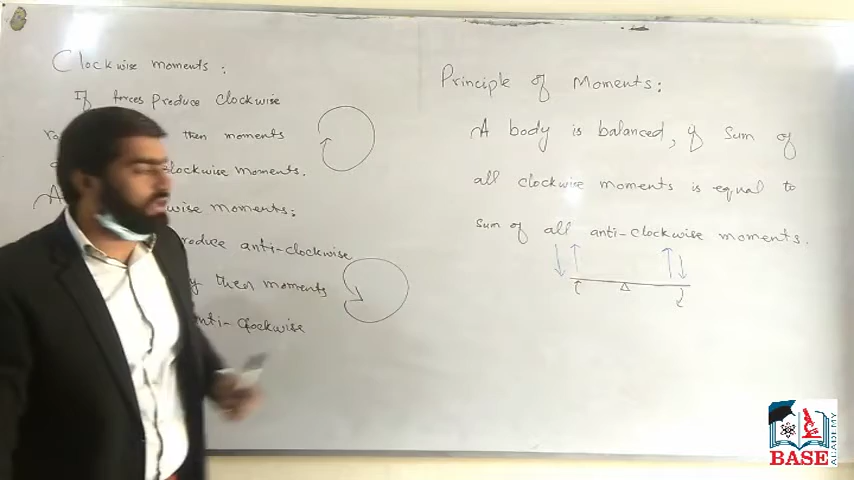 Clockwise moments:
If forces produce clockwise
then moments
clockwise moments.
wise moments:
produce anti-clockwise
then moments
anti-clockwise
Principle of Moments:
A body is balanced, if sum of
all clockwise moments is equal to
sum of all anti-clockwise moments.
BASE
ACADEMY